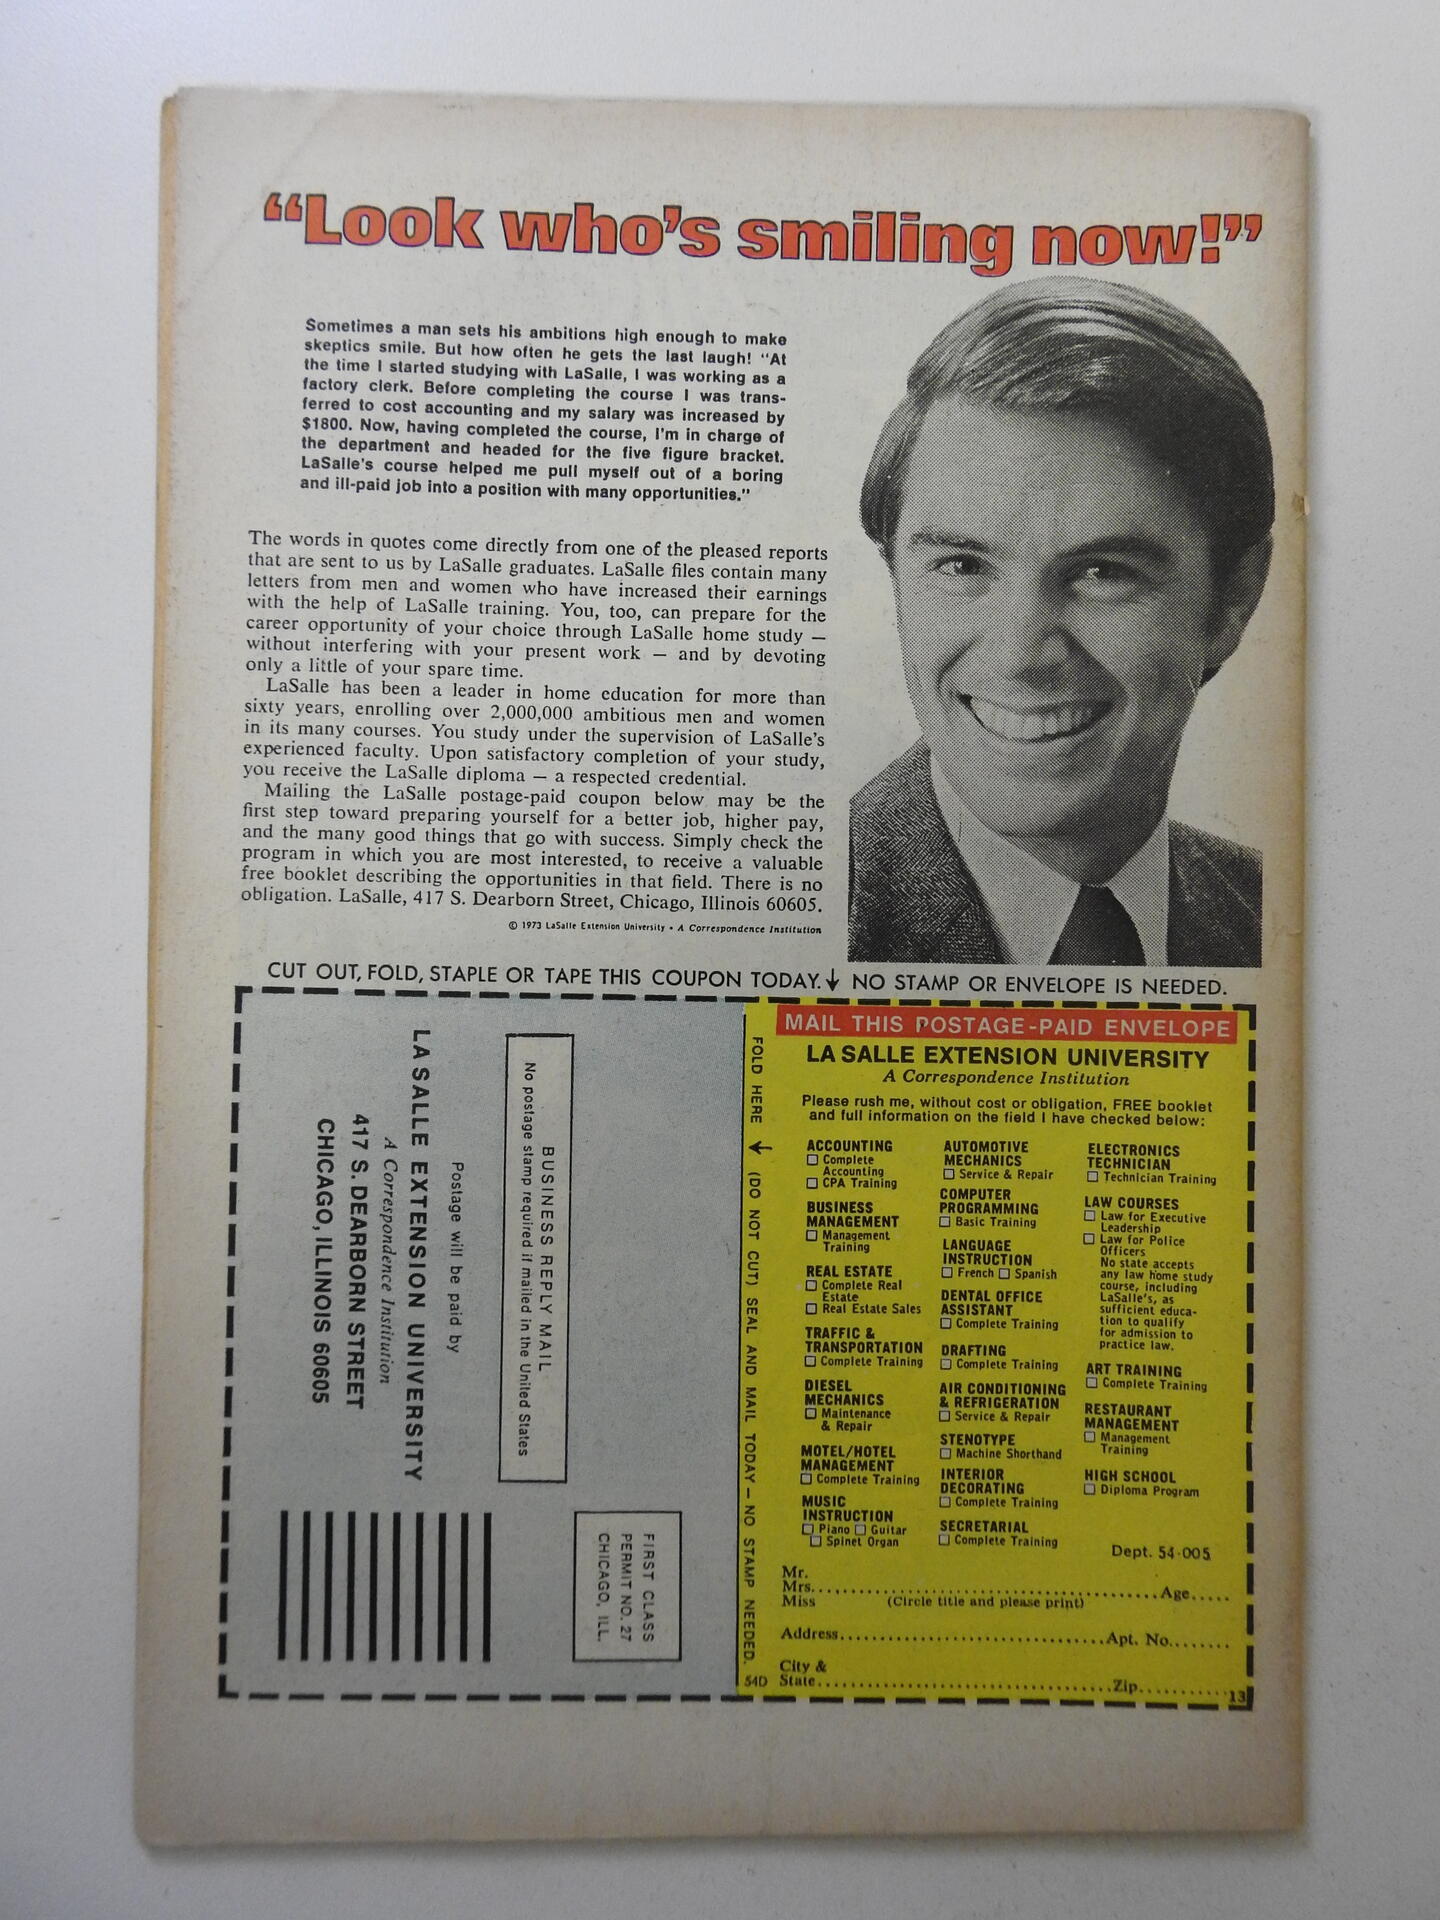 “Look who’s smiling now!”
Sometimes a man sets his ambitions high enough to make
skeptics smile. But how often he gets the last laugh! “At
the time I started studying with LaSalle, I was working as a
factory clerk. Before completing the course I was trans-
ferred to cost accounting and my salary was increased by
$1800. Now, having completed the course, I’m in charge of
the department and headed for the five figure bracket.
LaSalle’s course helped me pull myself out of a boring
and ill-paid job into a position with many opportunities.”
The words in quotes come directly from one of the pleased reports
that are sent to us by LaSalle graduates. LaSalle files contain many
letters from men and women who have increased their earnings
with the help of LaSalle training. You, too, can prepare for the
career opportunity of your choice through LaSalle home study —
without interfering with your present work — and by devoting
only a little of your spare time.
LaSalle has been a leader in home education for more than
sixty years, enrolling over 2,000,000 ambitious men and women
in its many courses. You study under the supervision of LaSalle’s
experienced faculty. Upon satisfactory completion of your study,
you receive the LaSalle diploma — a respected credential.
Mailing the LaSalle postage-paid coupon below may be the
first step toward preparing yourself for a better job, higher pay,
and the many good things that go with success. Simply check the
program in which you are most interested, to receive a valuable
free booklet describing the opportunities in that field. There is no
obligation. LaSalle, 417 S. Dearborn Street, Chicago, Illinois 60605.
© 1973 LaSalle Extension University • A Correspondence Institution
CUT OUT, FOLD, STAPLE OR TAPE THIS COUPON TODAY.↓ NO STAMP OR ENVELOPE IS NEEDED.
FIRST CLASS
PERMIT NO. 27
CHICAGO, ILL.
BUSINESS REPLY MAIL
No postage stamp required if mailed in the United States
Postage will be paid by
LA SALLE EXTENSION UNIVERSITY
A Correspondence Institution
417 S. DEARBORN STREET
CHICAGO, ILLINOIS 60605
FOLD HERE ↓ (DO NOT CUT) SEAL AND MAIL TODAY — NO STAMP NEEDED.
54D
MAIL THIS POSTAGE-PAID ENVELOPE
LA SALLE EXTENSION UNIVERSITY
A Correspondence Institution
Please rush me, without cost or obligation, FREE booklet
and full information on the field I have checked below:
ACCOUNTING
☐ Complete
Accounting
☐ CPA Training
BUSINESS
MANAGEMENT
☐ Management
Training
REAL ESTATE
☐ Complete Real
Estate
☐ Real Estate Sales
TRAFFIC &
TRANSPORTATION
☐ Complete Training
DIESEL
MECHANICS
☐ Maintenance
& Repair
MOTEL/HOTEL
MANAGEMENT
☐ Complete Training
MUSIC
INSTRUCTION
☐ Piano ☐ Guitar
☐ Spinet Organ
AUTOMOTIVE
MECHANICS
☐ Service & Repair
COMPUTER
PROGRAMMING
☐ Basic Training
LANGUAGE
INSTRUCTION
☐ French ☐ Spanish
DENTAL OFFICE
ASSISTANT
☐ Complete Training
DRAFTING
☐ Complete Training
AIR CONDITIONING
& REFRIGERATION
☐ Service & Repair
STENOTYPE
☐ Machine Shorthand
INTERIOR
DECORATING
☐ Complete Training
SECRETARIAL
☐ Complete Training
ELECTRONICS
TECHNICIAN
☐ Technician Training
LAW COURSES
☐ Law for Executive
Leadership
☐ Law for Police
Officers
No state accepts
any law home study
course, including
LaSalle’s, as
sufficient educa-
tion to qualify
for admission to
practice law.
ART TRAINING
☐ Complete Training
RESTAURANT
MANAGEMENT
☐ Management
Training
HIGH SCHOOL
☐ Diploma Program
Dept. 54-005
Mr.
Mrs. Age
Miss (Circle title and please print)
Address Apt. No.
City &
State Zip
13